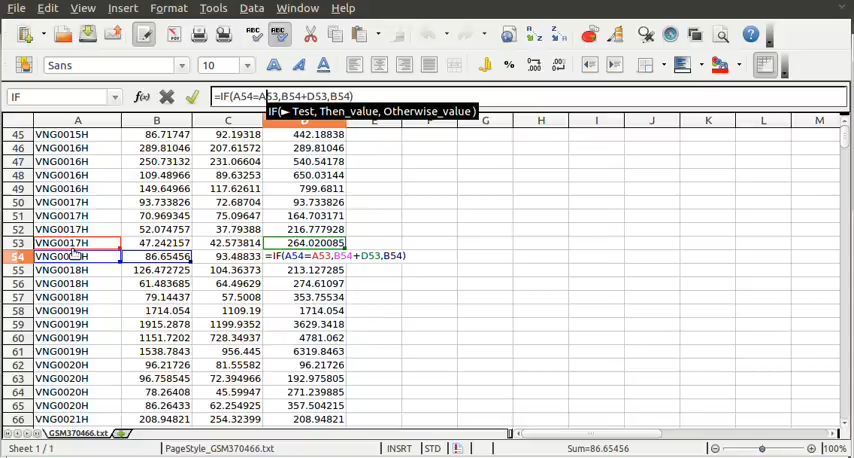 File Edit View Insert Format Tools Data Window Help
Sans 10
IF =IF(A54=A53,B54+D53,B54)
IF(► Test, Then_value, Otherwise_value )
A B C D E F G H I J K L M
45 VNG0015H 86.71747 92.19318 442.18838
46 VNG0016H 289.81046 207.61572 289.81046
47 VNG0016H 250.73132 231.06604 540.54178
48 VNG0016H 109.48966 89.63253 650.03144
49 VNG0016H 149.64966 117.62611 799.6811
50 VNG0017H 93.733826 72.68704 93.733826
51 VNG0017H 70.969345 75.09647 164.703171
52 VNG0017H 52.074757 37.79388 216.777928
53 VNG0017H 47.242157 42.573814 264.020085
54 86.65456 93.48833 =IF(A54=A53,B54+D53,B54)
55 VNG0018H 126.472725 104.36373 213.127285
56 VNG0018H 61.483685 64.49629 274.61097
57 VNG0018H 79.14437 57.5008 353.75534
58 VNG0019H 1714.054 1109.19 1714.054
59 VNG0019H 1915.2878 1199.9352 3629.3418
60 VNG0019H 1151.7202 728.34937 4781.062
61 VNG0019H 1538.7843 956.445 6319.8463
62 VNG0020H 96.21726 81.55582 96.21726
63 VNG0020H 96.758545 72.394966 192.975805
64 VNG0020H 78.26408 45.59947 271.239885
65 VNG0020H 86.26433 62.254925 357.504215
66 VNG0021H 208.94821 254.32399 208.94821
GSM370466.txt
Sheet 1 / 1 PageStyle_GSM370466.txt INSRT STD Sum=86.65456 100%